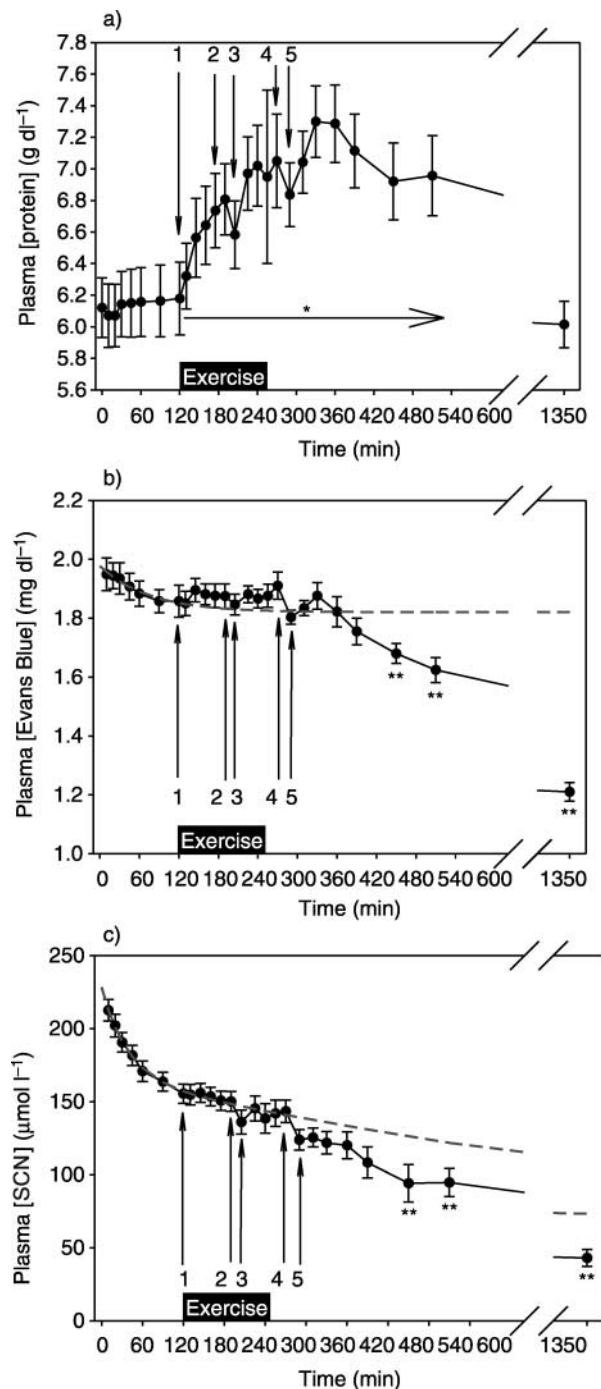 a)
7.8
7.6
7.4
7.2
7.0
6.8
6.6
6.4
6.2
6.0
5.8
5.6
Plasma [protein] (g dl⁻¹)
1 2 3 4 5
*
Exercise
0 60 120 180 240 300 360 420 480 540 600 1350
Time (min)
b)
2.2
2.0
1.8
1.6
1.4
1.2
1.0
Plasma [Evans Blue] (mg dl⁻¹)
** **
**
1 2 3 4 5
Exercise
0 60 120 180 240 300 360 420 480 540 600 1350
Time (min)
c)
250
200
150
100
50
0
Plasma [SCN] (μmol l⁻¹)
** **
**
1 2 3 4 5
Exercise
0 60 120 180 240 300 360 420 480 540 600 1350
Time (min)